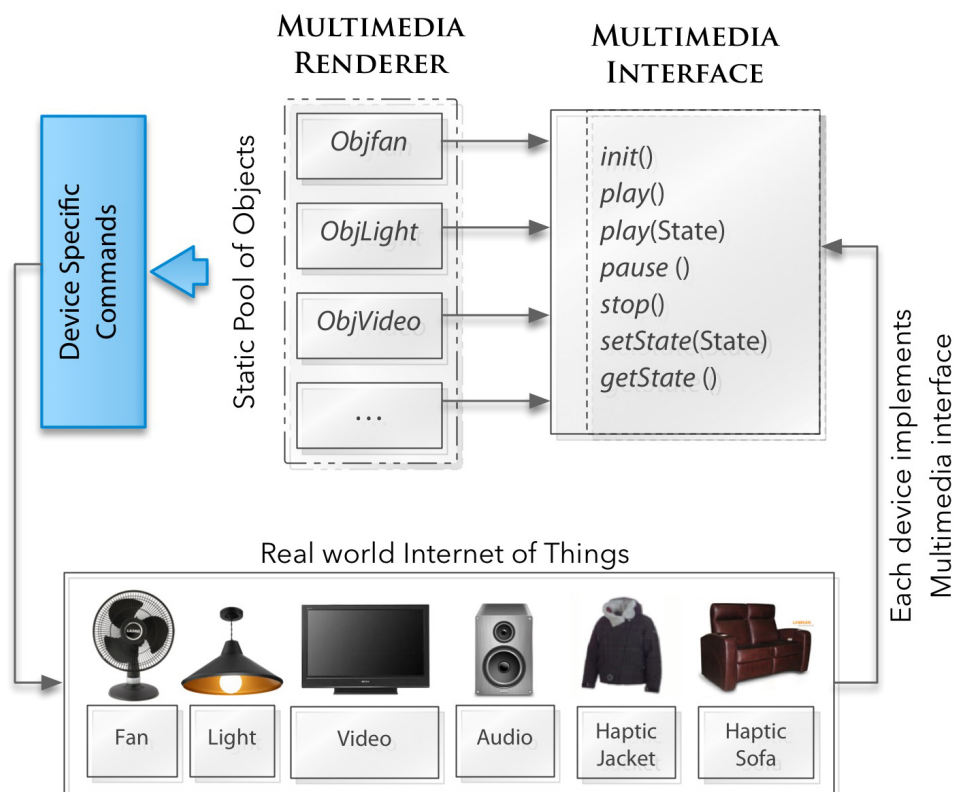 MULTIMEDIA
RENDERER
MULTIMEDIA
INTERFACE
Device Specific
Commands
Static Pool of Objects
Objfan
ObjLight
ObjVideo
...
init()
play()
play(State)
pause ()
stop()
setState(State)
getState ()
Each device implements
Multimedia interface
Real world Internet of Things
Fan
Light
Video
Audio
Haptic
Jacket
Haptic
Sofa